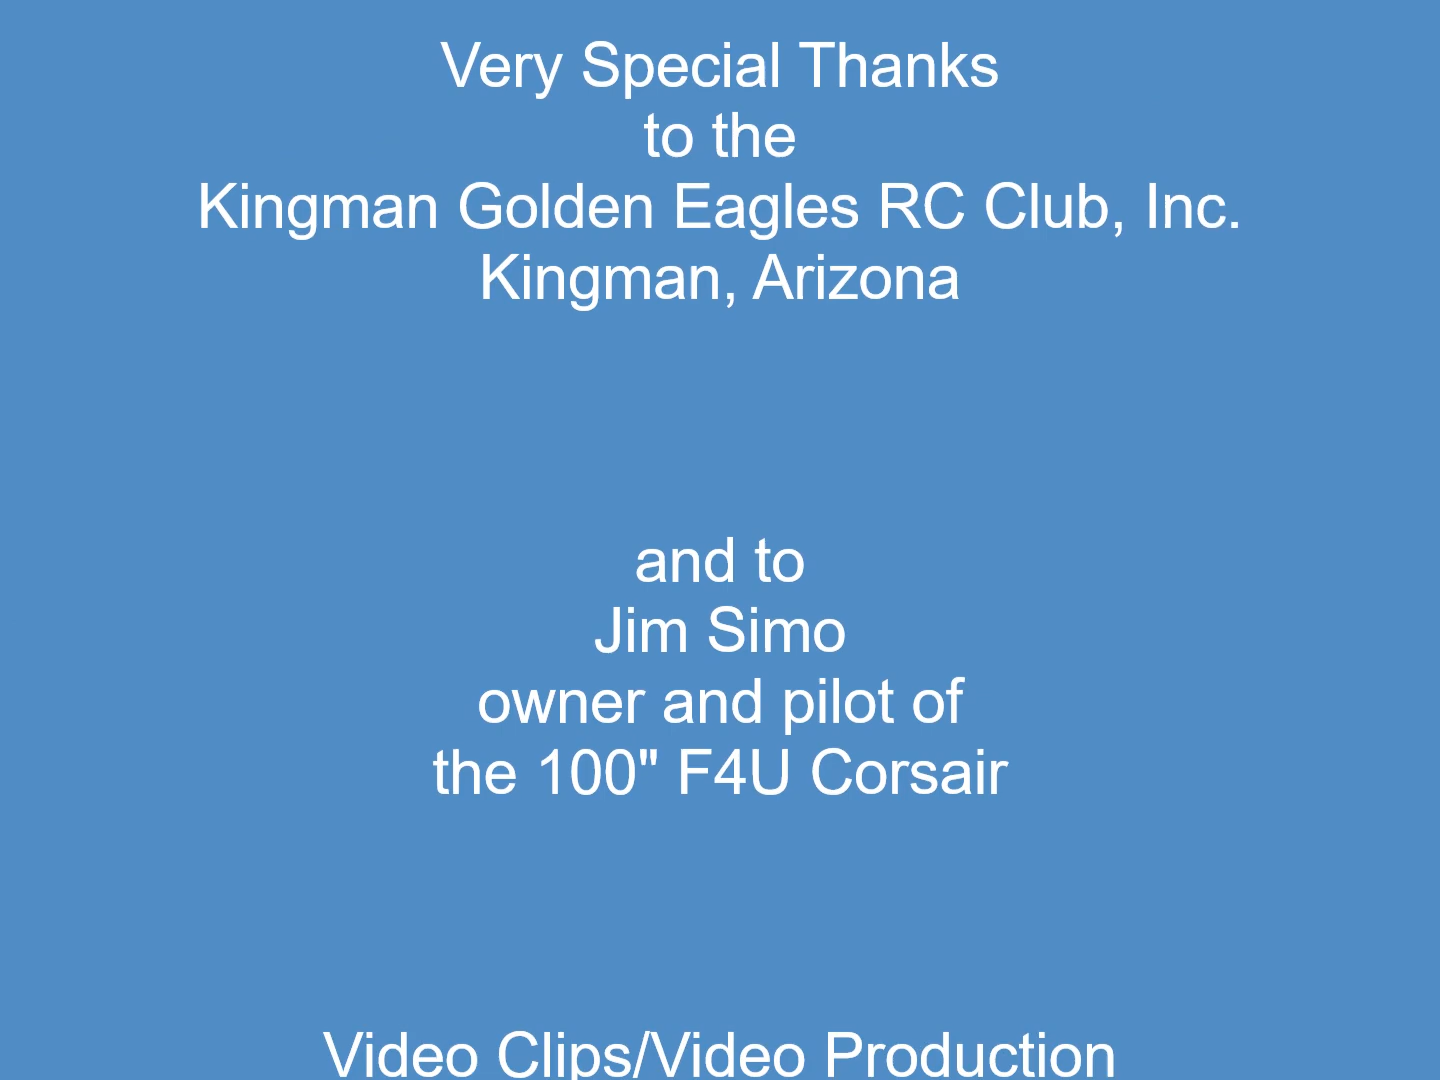 Very Special Thanks
to the
Kingman Golden Eagles RC Club, Inc.
Kingman, Arizona
and to
Jim Simo
owner and pilot of
the 100" F4U Corsair
Video Clips/Video Production